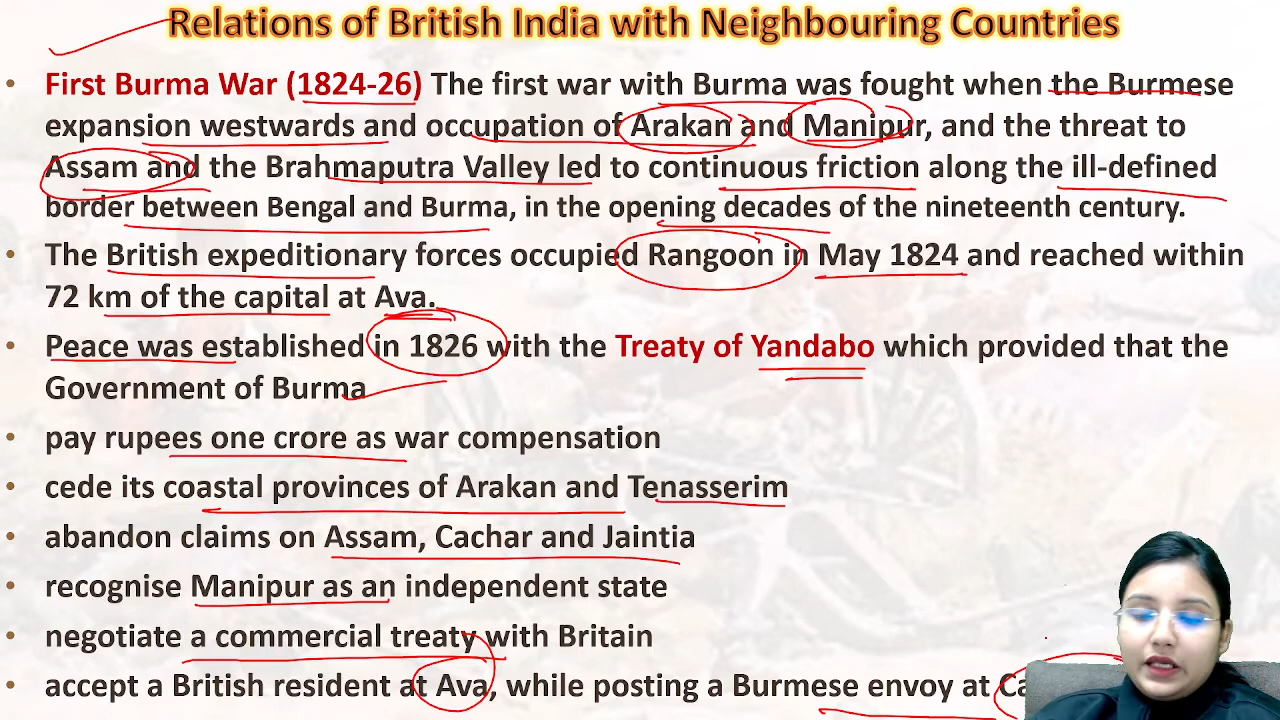 Relations of British India with Neighbouring Countries
• First Burma War (1824-26) The first war with Burma was fought when the Burmese
expansion westwards and occupation of Arakan and Manipur, and the threat to
Assam and the Brahmaputra Valley led to continuous friction along the ill-defined
border between Bengal and Burma, in the opening decades of the nineteenth century.
• The British expeditionary forces occupied Rangoon in May 1824 and reached within
72 km of the capital at Ava.
• Peace was established in 1826 with the Treaty of Yandabo which provided that the
Government of Burma
• pay rupees one crore as war compensation
• cede its coastal provinces of Arakan and Tenasserim
• abandon claims on Assam, Cachar and Jaintia
• recognise Manipur as an independent state
• negotiate a commercial treaty with Britain
• accept a British resident at Ava, while posting a Burmese envoy at